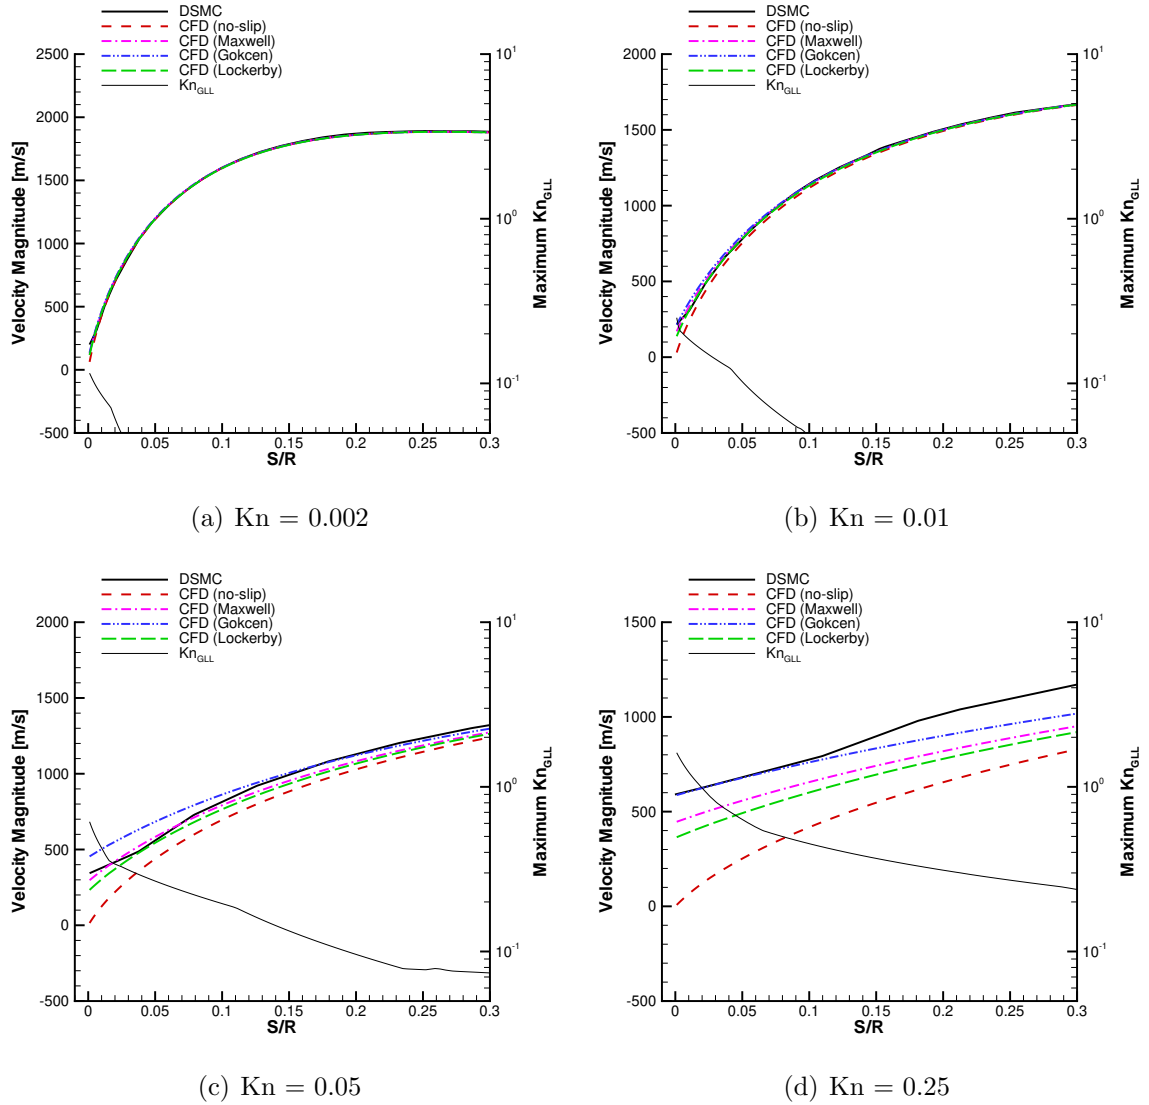 DSMC
CFD (no-slip)
CFD (Maxwell)
CFD (Gokcen)
CFD (Lockerby)
Kn_GLL
2500
2000
1500
1000
500
0
-500
Velocity Magnitude [m/s]
0
0.05
0.1
0.15
0.2
0.25
0.3
S/R
10^1
10^0
10^-1
Maximum Kn_GLL
(a) Kn = 0.002
DSMC
CFD (no-slip)
CFD (Maxwell)
CFD (Gokcen)
CFD (Lockerby)
Kn_GLL
2000
1500
1000
500
0
-500
Velocity Magnitude [m/s]
0
0.05
0.1
0.15
0.2
0.25
0.3
S/R
10^1
10^0
10^-1
Maximum Kn_GLL
(b) Kn = 0.01
DSMC
CFD (no-slip)
CFD (Maxwell)
CFD (Gokcen)
CFD (Lockerby)
Kn_GLL
2000
1500
1000
500
0
-500
Velocity Magnitude [m/s]
0
0.05
0.1
0.15
0.2
0.25
0.3
S/R
10^1
10^0
10^-1
Maximum Kn_GLL
(c) Kn = 0.05
DSMC
CFD (no-slip)
CFD (Maxwell)
CFD (Gokcen)
CFD (Lockerby)
Kn_GLL
1500
1000
500
0
-500
Velocity Magnitude [m/s]
0
0.05
0.1
0.15
0.2
0.25
0.3
S/R
10^1
10^0
10^-1
Maximum Kn_GLL
(d) Kn = 0.25